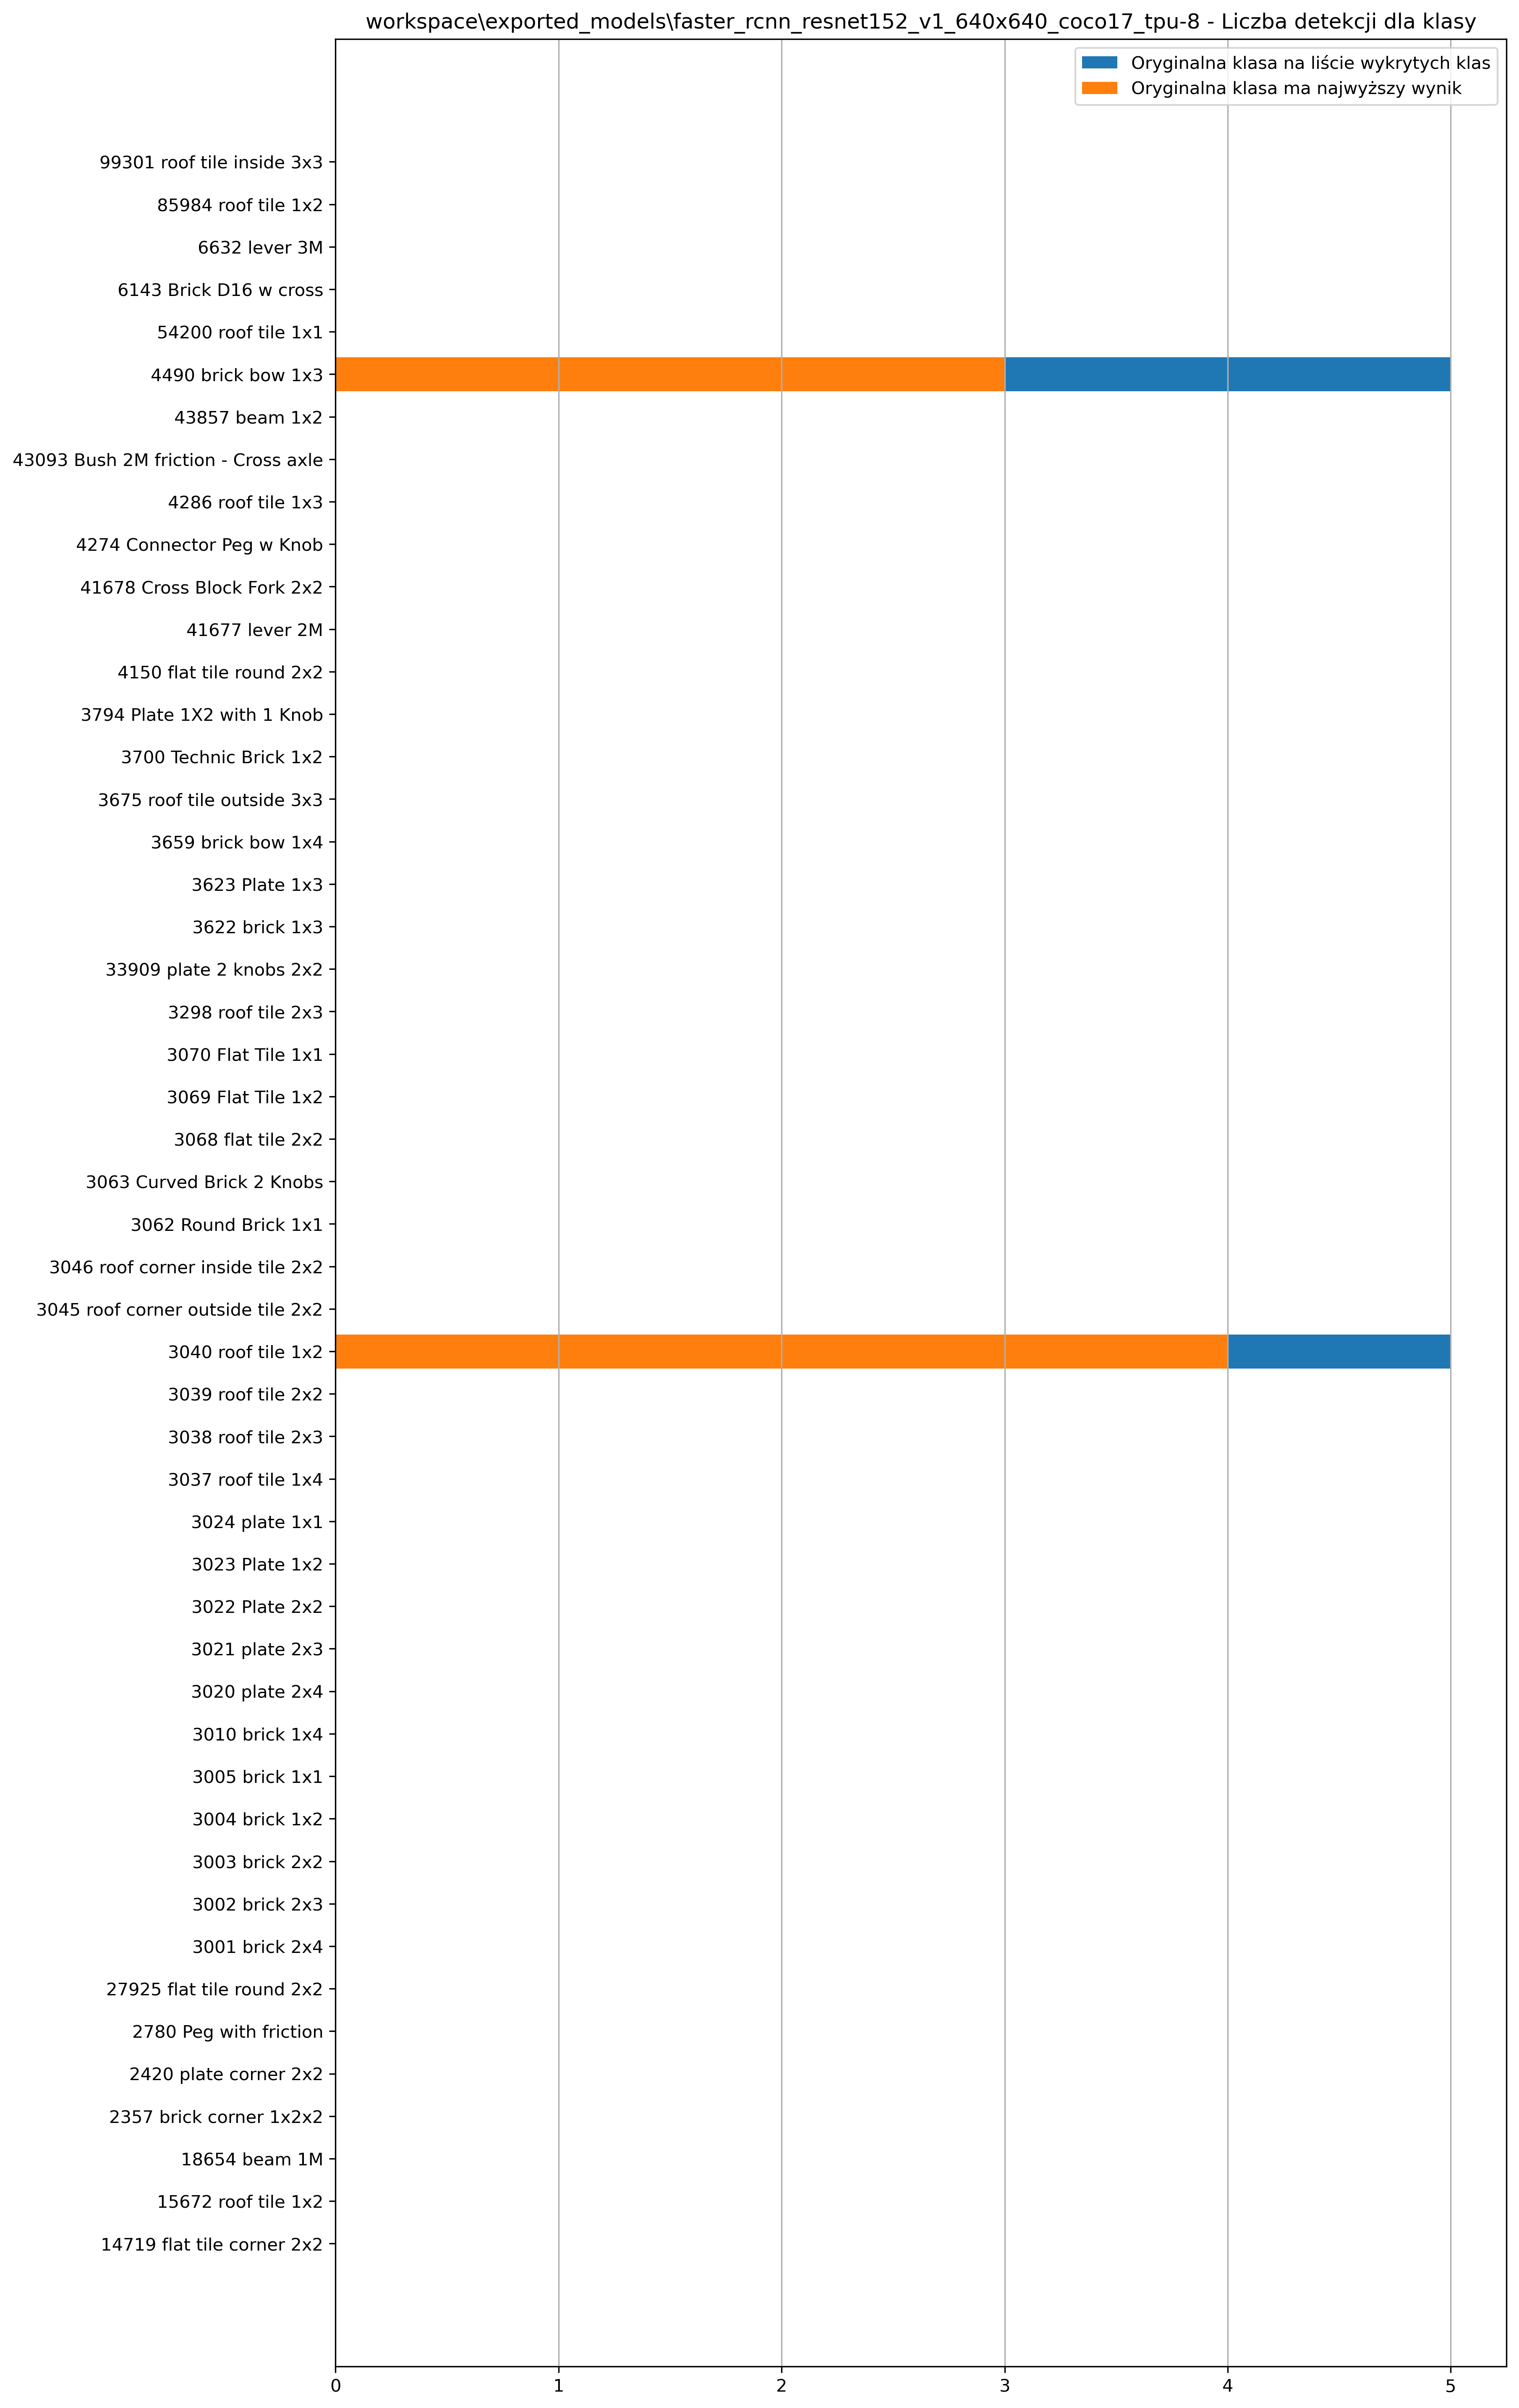 workspace\exported_models\faster_rcnn_resnet152_v1_640x640_coco17_tpu-8 - Liczba detekcji dla klasy
Oryginalna klasa na liście wykrytych klas
Oryginalna klasa ma najwyższy wynik
99301 roof tile inside 3x3
85984 roof tile 1x2
6632 lever 3M
6143 Brick D16 w cross
54200 roof tile 1x1
4490 brick bow 1x3
43857 beam 1x2
43093 Bush 2M friction - Cross axle
4286 roof tile 1x3
4274 Connector Peg w Knob
41678 Cross Block Fork 2x2
41677 lever 2M
4150 flat tile round 2x2
3794 Plate 1X2 with 1 Knob
3700 Technic Brick 1x2
3675 roof tile outside 3x3
3659 brick bow 1x4
3623 Plate 1x3
3622 brick 1x3
33909 plate 2 knobs 2x2
3298 roof tile 2x3
3070 Flat Tile 1x1
3069 Flat Tile 1x2
3068 flat tile 2x2
3063 Curved Brick 2 Knobs
3062 Round Brick 1x1
3046 roof corner inside tile 2x2
3045 roof corner outside tile 2x2
3040 roof tile 1x2
3039 roof tile 2x2
3038 roof tile 2x3
3037 roof tile 1x4
3024 plate 1x1
3023 Plate 1x2
3022 Plate 2x2
3021 plate 2x3
3020 plate 2x4
3010 brick 1x4
3005 brick 1x1
3004 brick 1x2
3003 brick 2x2
3002 brick 2x3
3001 brick 2x4
27925 flat tile round 2x2
2780 Peg with friction
2420 plate corner 2x2
2357 brick corner 1x2x2
18654 beam 1M
15672 roof tile 1x2
14719 flat tile corner 2x2
0 1 2 3 4 5